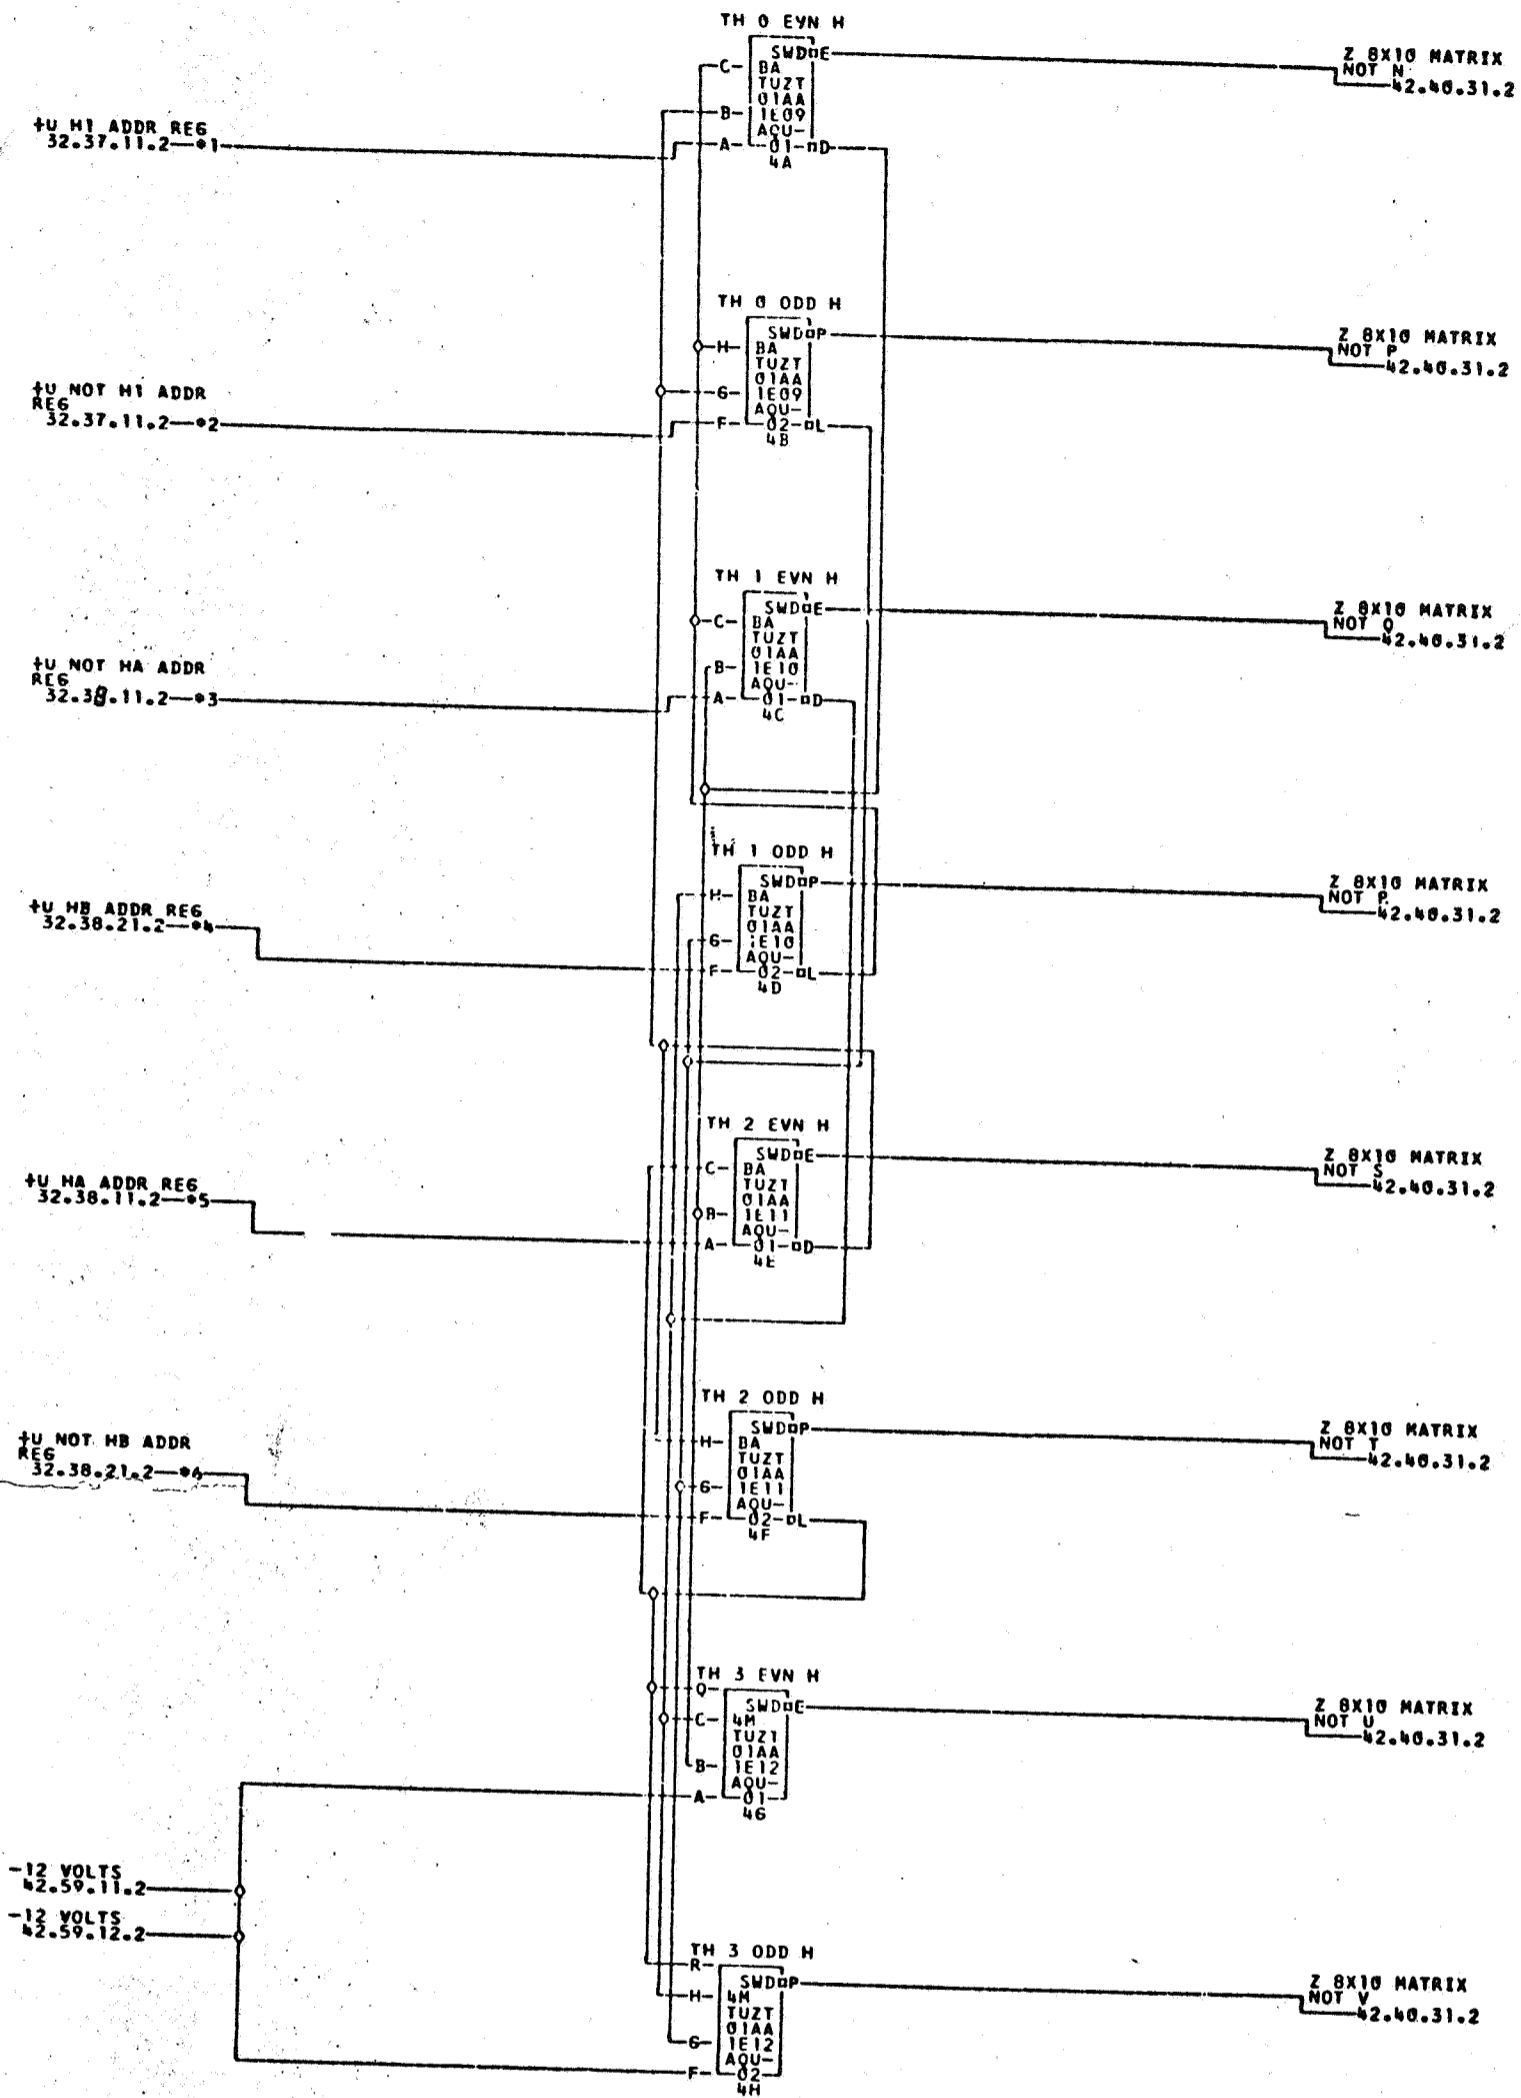 TH 0 EVN H
SWD E
C- BA
TUZT
01AA
B- 1E09
AQU-
A- 01- D
4A
Z 8X10 MATRIX
NOT N
42.40.31.2
+U H1 ADDR REG
32.37.11.2—*1
TH 0 ODD H
SWD P
H- BA
TUZT
01AA
G- 1E09
AQU-
F- 02- L
4B
Z 8X10 MATRIX
NOT P
42.40.31.2
+U NOT H1 ADDR
REG
32.37.11.2—*2
TH 1 EVN H
SWD E
C- BA
TUZT
01AA
B- 1E10
AQU-
A- 01- D
4C
Z 8X10 MATRIX
NOT Q
42.40.31.2
+U NOT HA ADDR
REG
32.38.11.2—*3
TH 1 ODD H
SWD P
H- BA
TUZT
01AA
G- 1E10
AQU-
F- 02- L
4D
Z 8X10 MATRIX
NOT
42.40.31.2
+U HB ADDR REG
32.38.21.2—*4
TH 2 EVN H
SWD E
C- BA
TUZT
01AA
B- 1E11
AQU-
A- 01- D
4E
Z 8X10 MATRIX
NOT S
42.40.31.2
+U HA ADDR REG
32.38.11.2—*5
TH 2 ODD H
SWD P
H- BA
TUZT
01AA
G- 1E11
AQU-
F- 02- L
4F
Z 8X10 MATRIX
NOT T
42.40.31.2
+U NOT HB ADDR
REG
32.38.21.2—*6
TH 3 EVN H
Q-
SWD E
C- 4M
TUZT
01AA
B- 1E12
AQU-
A- 01-
4G
Z 8X10 MATRIX
NOT U
42.40.31.2
-12 VOLTS
42.59.11.2
-12 VOLTS
42.59.12.2
TH 3 ODD H
R-
SWD P
H- 4M
TUZT
01AA
G- 1E12
AQU-
F- 02-
4H
Z 8X10 MATRIX
NOT V
42.40.31.2